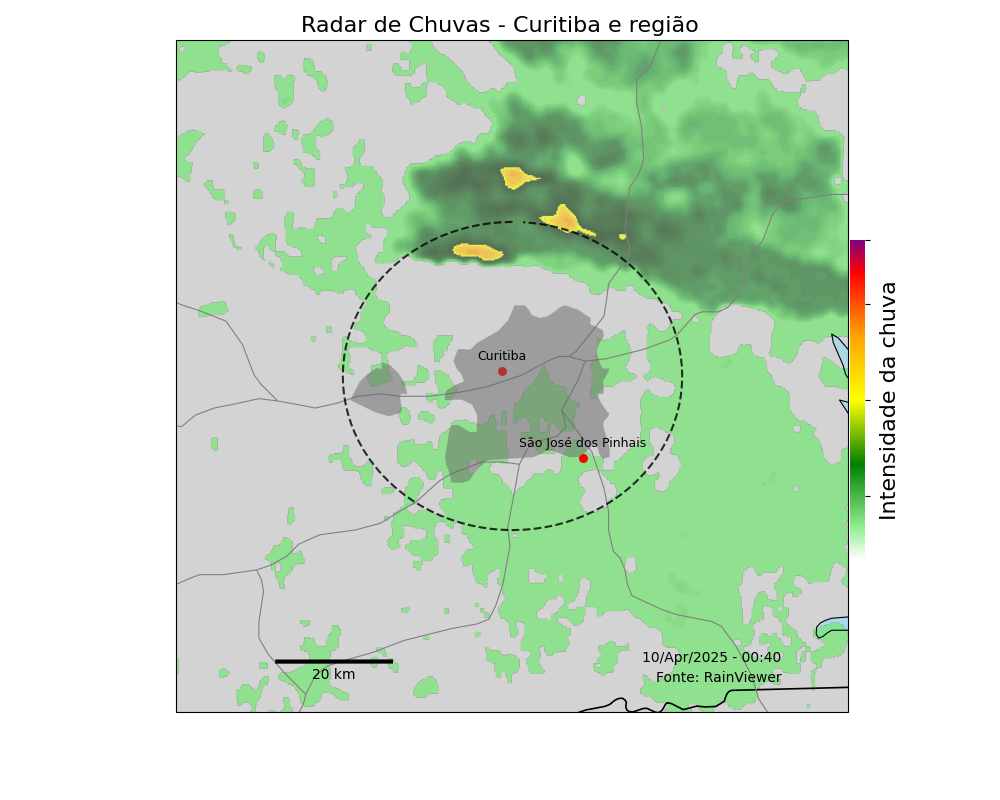 Radar de Chuvas - Curitiba e região
Curitiba
São José dos Pinhais
Intensidade da chuva
10/Apr/2025 - 00:40
Fonte: RainViewer
20 km